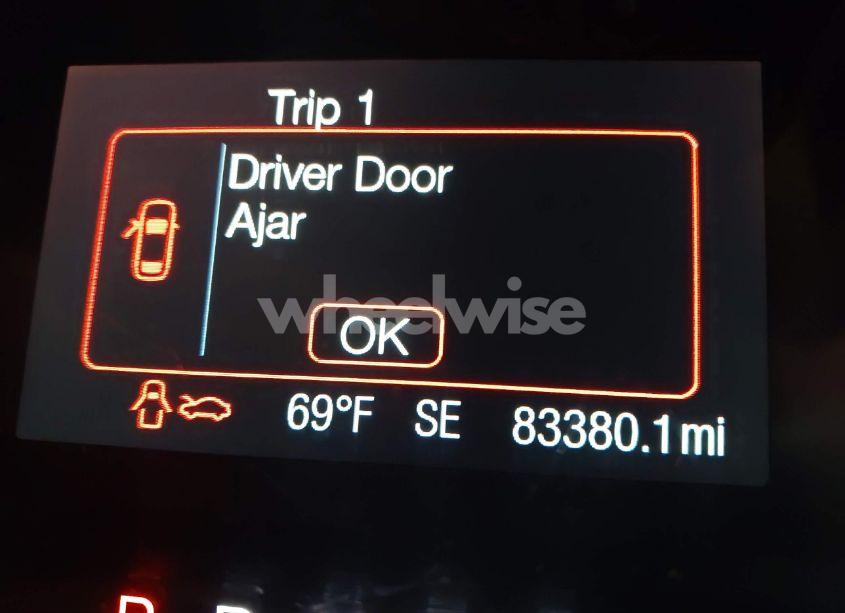 Trip 1
Driver Door
Ajar
wheelwise
OK
69°F SE 83380.1mi